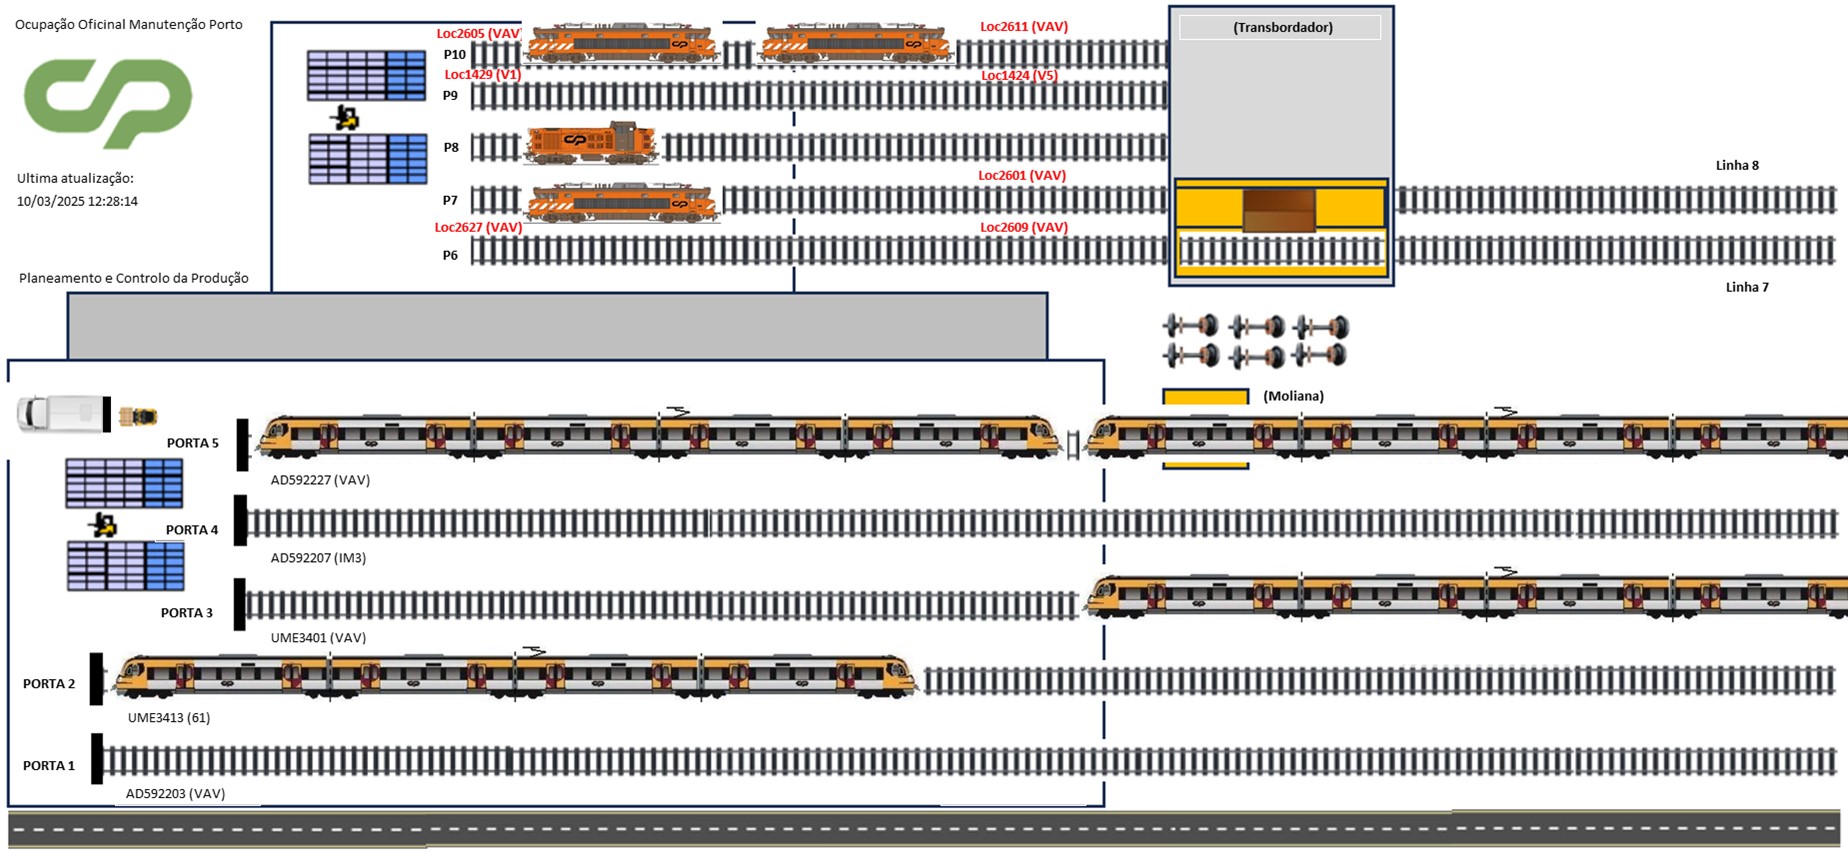 Ocupação Oficinal Manutenção Porto
CP
Ultima atualização:
10/03/2025 12:28:14
Planeamento e Controlo da Produção
Loc2605 (VAV)
Loc2611 (VAV)
P10
Loc1429 (V1)
Loc1424 (V5)
P9
P8
Loc2601 (VAV)
P7
Loc2627 (VAV)
Loc2609 (VAV)
P6
(Transbordador)
Linha 8
Linha 7
(Moliana)
PORTA 5
AD592227 (VAV)
PORTA 4
AD592207 (IM3)
PORTA 3
UME3401 (VAV)
PORTA 2
UME3413 (61)
PORTA 1
AD592203 (VAV)